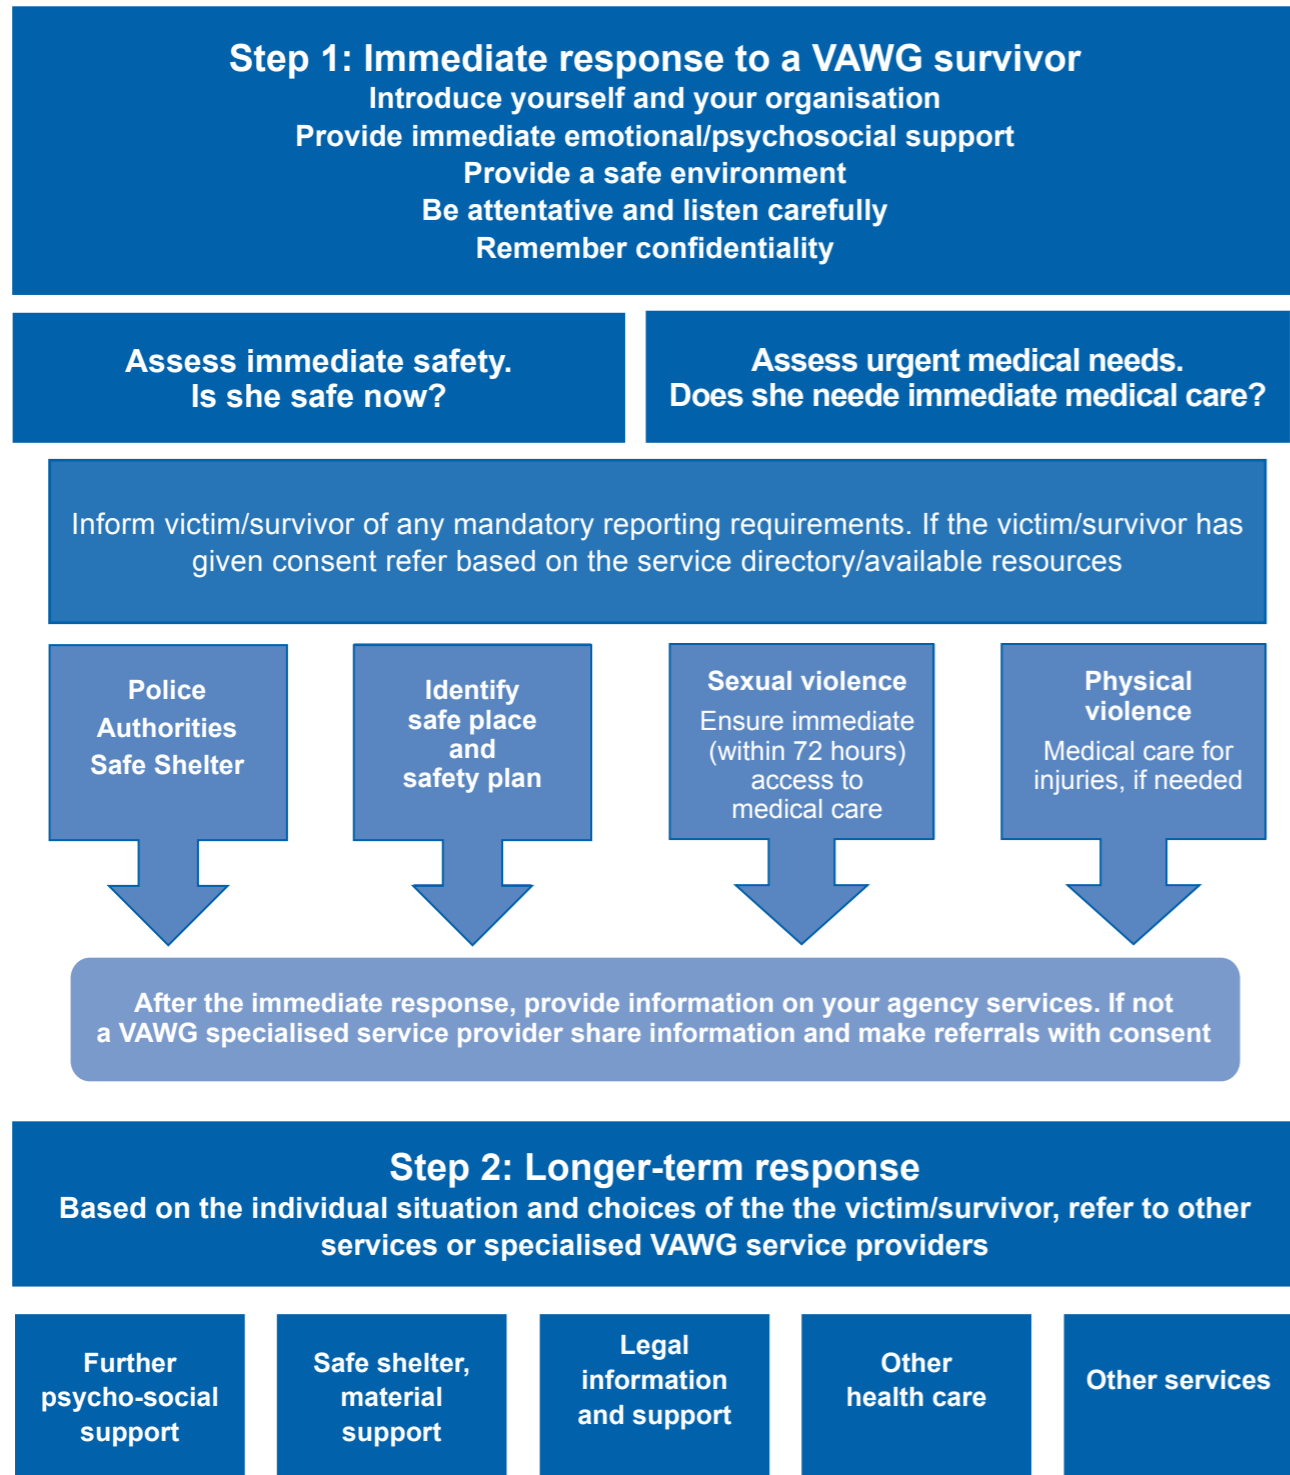 Step 1: Immediate response to a VAWG survivor
Introduce yourself and your organisation
Provide immediate emotional/psychosocial support
Provide a safe environment
Be attentative and listen carefully
Remember confidentiality
Assess immediate safety.
Is she safe now?
Assess urgent medical needs.
Does she neede immediate medical care?
Inform victim/survivor of any mandatory reporting requirements. If the victim/survivor has
given consent refer based on the service directory/available resources
Police
Authorities
Safe Shelter
Identify
safe place
and
safety plan
Sexual violence
Ensure immediate
(within 72 hours)
access to
medical care
Physical
violence
Medical care for
injuries, if needed
After the immediate response, provide information on your agency services. If not
a VAWG specialised service provider share information and make referrals with consent
Step 2: Longer-term response
Based on the individual situation and choices of the the victim/survivor, refer to other
services or specialised VAWG service providers
Further
psycho-social
support
Safe shelter,
material
support
Legal
information
and support
Other
health care
Other services